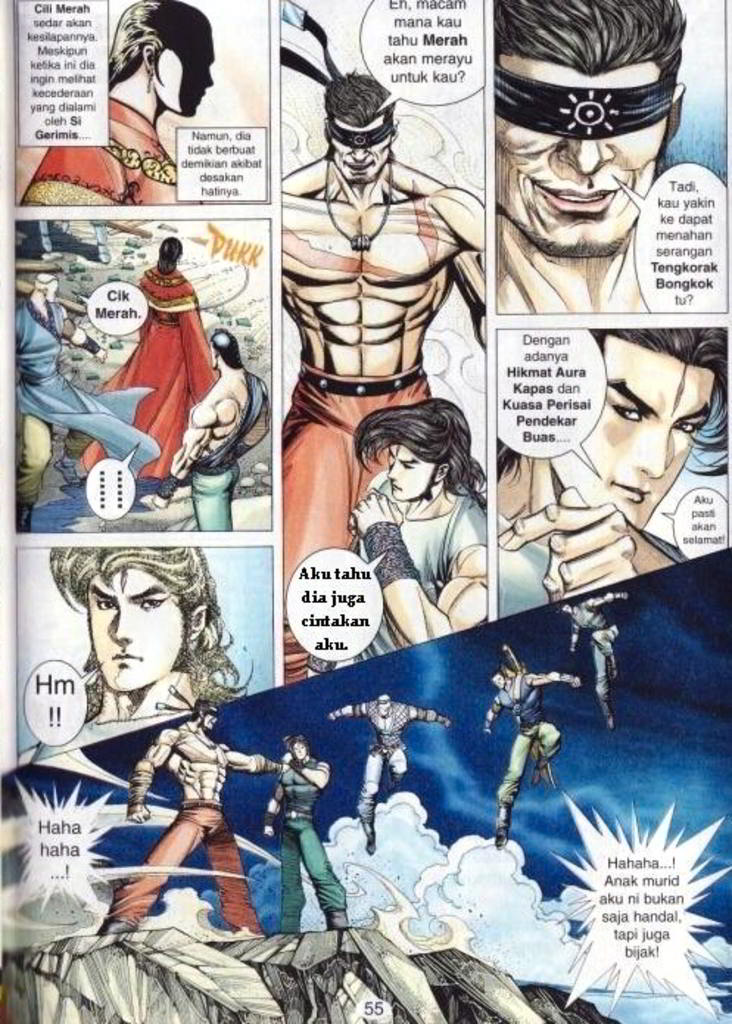 Cili Merah
sedar akan
kesilapannya.
Meskipun
ketika ini dia
ingin melihat
kecederaan
yang dialami
oleh Si
Gerimis....
Namun, dia
tidak berbuat
demikian akibat
desakan
hatinya.
Eh, macam
mana kau
tahu Merah
akan merayu
untuk kau?
Tadi,
kau yakin
ke dapat
menahan
serangan
Tengkorak
Bongkok
tu?
DUKK
Cik
Merah.
Dengan
adanya
Hikmat Aura
Kapas dan
Kuasa Perisai
Pendekar
Buas....
Aku
pasti
akan
selamat!
Aku tahu
dia juga
cintakan
aku.
Hm
!!
Haha
haha
...!
Hahaha...!
Anak murid
aku ni bukan
saja handal,
tapi juga
bijak!
55